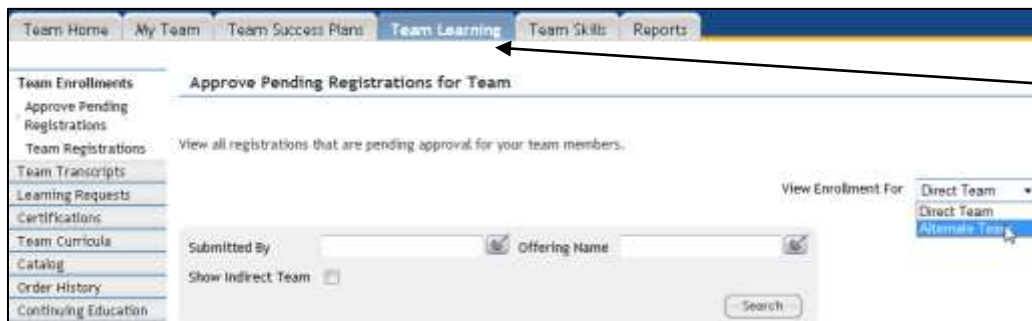 Team Home My Team Team Success Plans Team Learning Team Skills Reports
Team Enrollments
Approve Pending
Registrations
Team Registrations
Team Transcripts
Learning Requests
Certifications
Team Curricula
Catalog
Order History
Continuing Education
Approve Pending Registrations for Team
View all registrations that are pending approval for your team members.
View Enrollment For Direct Team
Direct Team
Alternate Team
Submitted By Offering Name
Show Indirect Team
Search